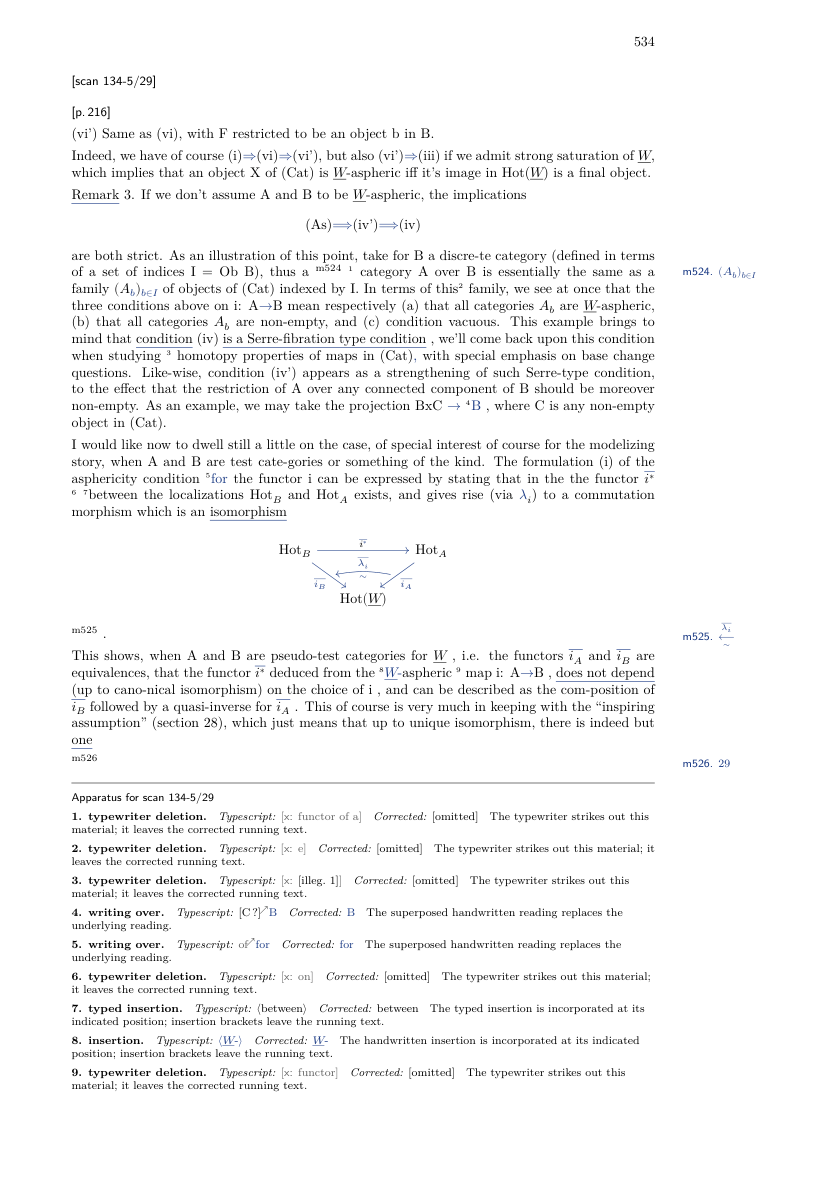 534
[scan 134-5/29]
[p. 216]
(vi’) Same as (vi), with F restricted to be an object b in B.
Indeed, we have of course (i)⇒(vi)⇒(vi’), but also (vi’)⇒(iii) if we admit strong saturation of W,
which implies that an object X of (Cat) is W-aspheric iff it’s image in Hot(W) is a final object.
Remark 3. If we don’t assume A and B to be W-aspheric, the implications
(As)⟹(iv’)⟹(iv)
are both strict. As an illustration of this point, take for B a discre-te category (defined in terms
of a set of indices I = Ob B), thus a m524 1 category A over B is essentially the same as a
m524. (A_b)_{b∈I}
family (A_b)_{b∈I} of objects of (Cat) indexed by I. In terms of this² family, we see at once that the
three conditions above on i: A→B mean respectively (a) that all categories A_b are W-aspheric,
(b) that all categories A_b are non-empty, and (c) condition vacuous. This example brings to
mind that condition (iv) is a Serre-fibration type condition , we’ll come back upon this condition
when studying ³ homotopy properties of maps in (Cat), with special emphasis on base change
questions. Like-wise, condition (iv’) appears as a strengthening of such Serre-type condition,
to the effect that the restriction of A over any connected component of B should be moreover
non-empty. As an example, we may take the projection BxC → ⁴B , where C is any non-empty
object in (Cat).
I would like now to dwell still a little on the case, of special interest of course for the modelizing
story, when A and B are test cate-gories or something of the kind. The formulation (i) of the
asphericity condition ⁵for the functor i can be expressed by stating that in the the functor i̅*
⁶ ⁷between the localizations Hot_B and Hot_A exists, and gives rise (via λ_i) to a commutation
morphism which is an isomorphism
Hot_B i̅* Hot_A
λ̅_i
∼
i̅_B i̅_A
Hot(W)
m525 .
m525. λ̅_i ⟵ ∼
This shows, when A and B are pseudo-test categories for W , i.e. the functors i̅_A and i̅_B are
equivalences, that the functor i̅* deduced from the ⁸W-aspheric ⁹ map i: A→B , does not depend
(up to cano-nical isomorphism) on the choice of i , and can be described as the com-position of
i̅_B followed by a quasi-inverse for i̅_A . This of course is very much in keeping with the “inspiring
assumption” (section 28), which just means that up to unique isomorphism, there is indeed but
one
m526
m526. 29
Apparatus for scan 134-5/29
1. typewriter deletion. Typescript: [x: functor of a] Corrected: [omitted] The typewriter strikes out this
material; it leaves the corrected running text.
2. typewriter deletion. Typescript: [x: e] Corrected: [omitted] The typewriter strikes out this material; it
leaves the corrected running text.
3. typewriter deletion. Typescript: [x: [illeg. 1]] Corrected: [omitted] The typewriter strikes out this
material; it leaves the corrected running text.
4. writing over. Typescript: [C ?]↗B Corrected: B The superposed handwritten reading replaces the
underlying reading.
5. writing over. Typescript: of↗for Corrected: for The superposed handwritten reading replaces the
underlying reading.
6. typewriter deletion. Typescript: [x: on] Corrected: [omitted] The typewriter strikes out this material;
it leaves the corrected running text.
7. typed insertion. Typescript: ⟨between⟩ Corrected: between The typed insertion is incorporated at its
indicated position; insertion brackets leave the running text.
8. insertion. Typescript: ⟨W-⟩ Corrected: W- The handwritten insertion is incorporated at its indicated
position; insertion brackets leave the running text.
9. typewriter deletion. Typescript: [x: functor] Corrected: [omitted] The typewriter strikes out this
material; it leaves the corrected running text.